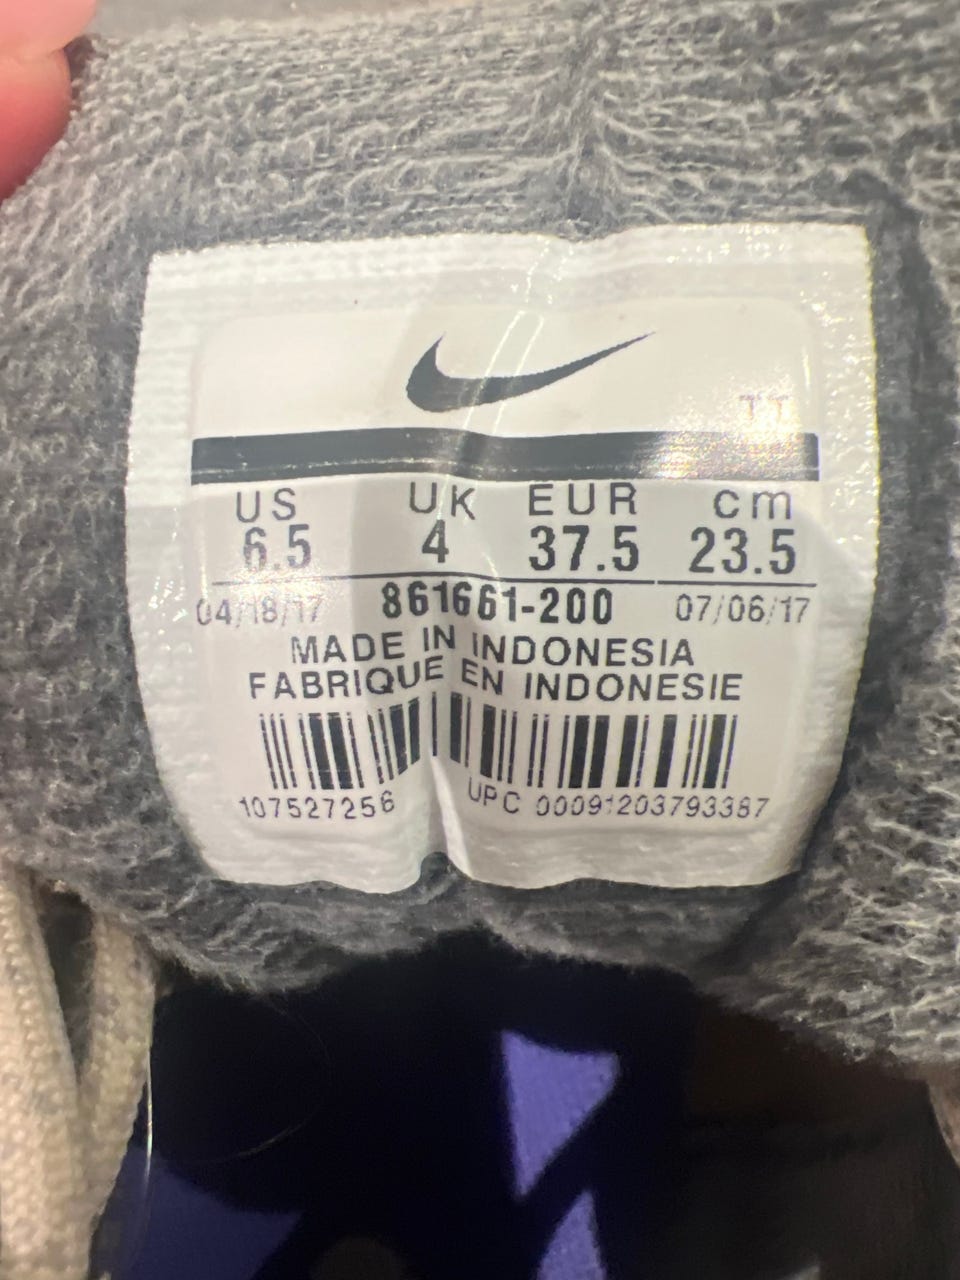 TT
US UK EUR cm
6.5 4 37.5 23.5
04/18/17 861661-200 07/06/17
MADE IN INDONESIA
FABRIQUE EN INDONESIE
107527256 UPC 00091203793387